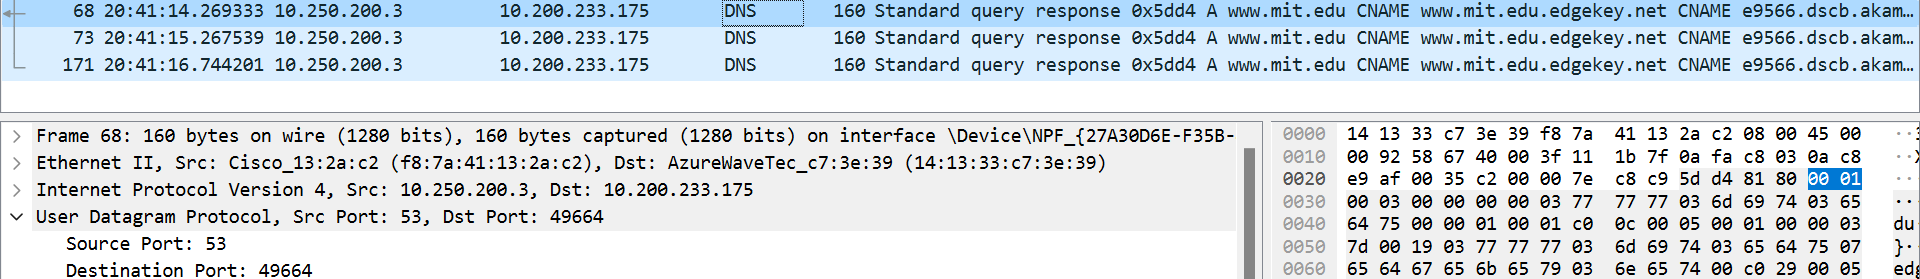 68 20:41:14.269333 10.250.200.3 10.200.233.175 DNS 160 Standard query response 0x5dd4 A www.mit.edu CNAME www.mit.edu.edgekey.net CNAME e9566.dscb.akam…
73 20:41:15.267539 10.250.200.3 10.200.233.175 DNS 160 Standard query response 0x5dd4 A www.mit.edu CNAME www.mit.edu.edgekey.net CNAME e9566.dscb.akam…
171 20:41:16.744201 10.250.200.3 10.200.233.175 DNS 160 Standard query response 0x5dd4 A www.mit.edu CNAME www.mit.edu.edgekey.net CNAME e9566.dscb.akam…
Frame 68: 160 bytes on wire (1280 bits), 160 bytes captured (1280 bits) on interface \Device\NPF_{27A30D6E-F35B-
Ethernet II, Src: Cisco_13:2a:c2 (f8:7a:41:13:2a:c2), Dst: AzureWaveTec_c7:3e:39 (14:13:33:c7:3e:39)
Internet Protocol Version 4, Src: 10.250.200.3, Dst: 10.200.233.175
User Datagram Protocol, Src Port: 53, Dst Port: 49664
Source Port: 53
Destination Port: 49664
0000 14 13 33 c7 3e 39 f8 7a 41 13 2a c2 08 00 45 00 ··3
0010 00 92 58 67 40 00 3f 11 1b 7f 0a fa c8 03 0a c8 ··X
0020 e9 af 00 35 c2 00 00 7e c8 c9 5d d4 81 80 00 01 ···
0030 00 03 00 00 00 00 03 77 77 77 03 6d 69 74 03 65 ···
0040 64 75 00 00 01 00 01 c0 0c 00 05 00 01 00 00 03 du·
0050 7d 00 19 03 77 77 77 03 6d 69 74 03 65 64 75 07 }··
0060 65 64 67 65 6b 65 79 03 6e 65 74 00 c0 29 00 05 edg